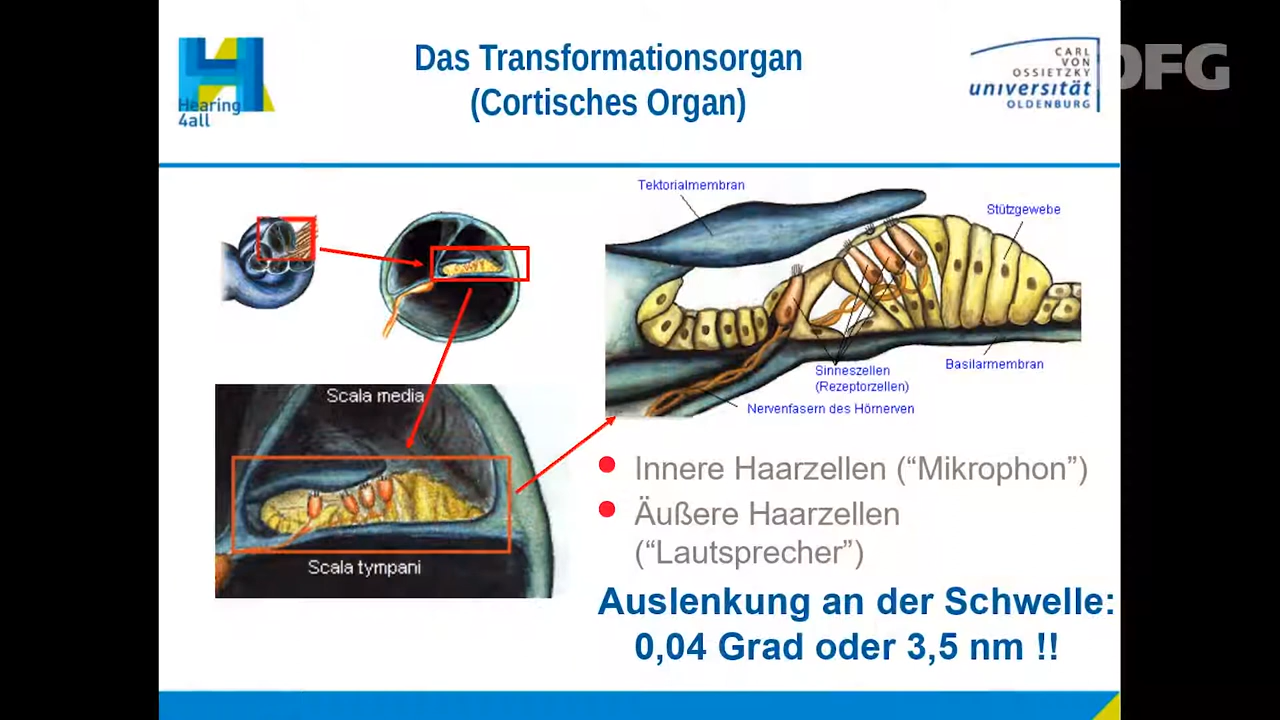 Das Transformationsorgan
(Cortisches Organ)
Hearing
4all
CARL
VON
OSSIETZKY
universität
OLDENBURG
DFG
Tektorialmembran
Stützgewebe
Sinneszellen
(Rezeptorzellen)
Basilarmembran
Nervenfasern des Hörnerven
Scala media
Scala tympani
Innere Haarzellen (“Mikrophon”)
Äußere Haarzellen
(“Lautsprecher”)
Auslenkung an der Schwelle:
0,04 Grad oder 3,5 nm !!